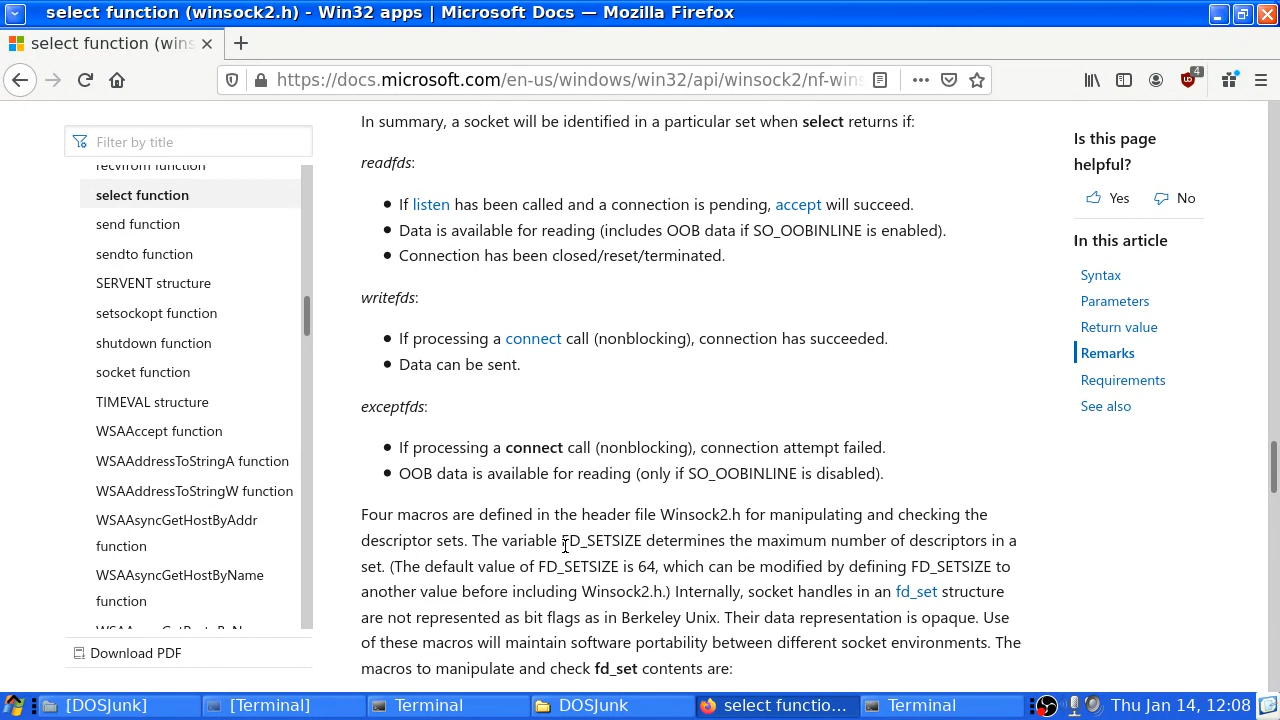 select function (winsock2.h) - Win32 apps | Microsoft Docs — Mozilla Firefox
select function (wins
https://docs.microsoft.com/en-us/windows/win32/api/winsock2/nf-wins
4
Filter by title
recvfrom function
select function
send function
sendto function
SERVENT structure
setsockopt function
shutdown function
socket function
TIMEVAL structure
WSAAccept function
WSAAddressToStringA function
WSAAddressToStringW function
WSAAsyncGetHostByAddr
function
WSAAsyncGetHostByName
function
Download PDF
In summary, a socket will be identified in a particular set when select returns if:
readfds:
● If listen has been called and a connection is pending, accept will succeed.
● Data is available for reading (includes OOB data if SO_OOBINLINE is enabled).
● Connection has been closed/reset/terminated.
writefds:
● If processing a connect call (nonblocking), connection has succeeded.
● Data can be sent.
exceptfds:
● If processing a connect call (nonblocking), connection attempt failed.
● OOB data is available for reading (only if SO_OOBINLINE is disabled).
Four macros are defined in the header file Winsock2.h for manipulating and checking the
descriptor sets. The variable FD_SETSIZE determines the maximum number of descriptors in a
set. (The default value of FD_SETSIZE is 64, which can be modified by defining FD_SETSIZE to
another value before including Winsock2.h.) Internally, socket handles in an fd_set structure
are not represented as bit flags as in Berkeley Unix. Their data representation is opaque. Use
of these macros will maintain software portability between different socket environments. The
macros to manipulate and check fd_set contents are:
Is this page
helpful?
Yes No
In this article
Syntax
Parameters
Return value
Remarks
Requirements
See also
[DOSJunk] [Terminal] Terminal DOSJunk select functio... Terminal Thu Jan 14, 12:08